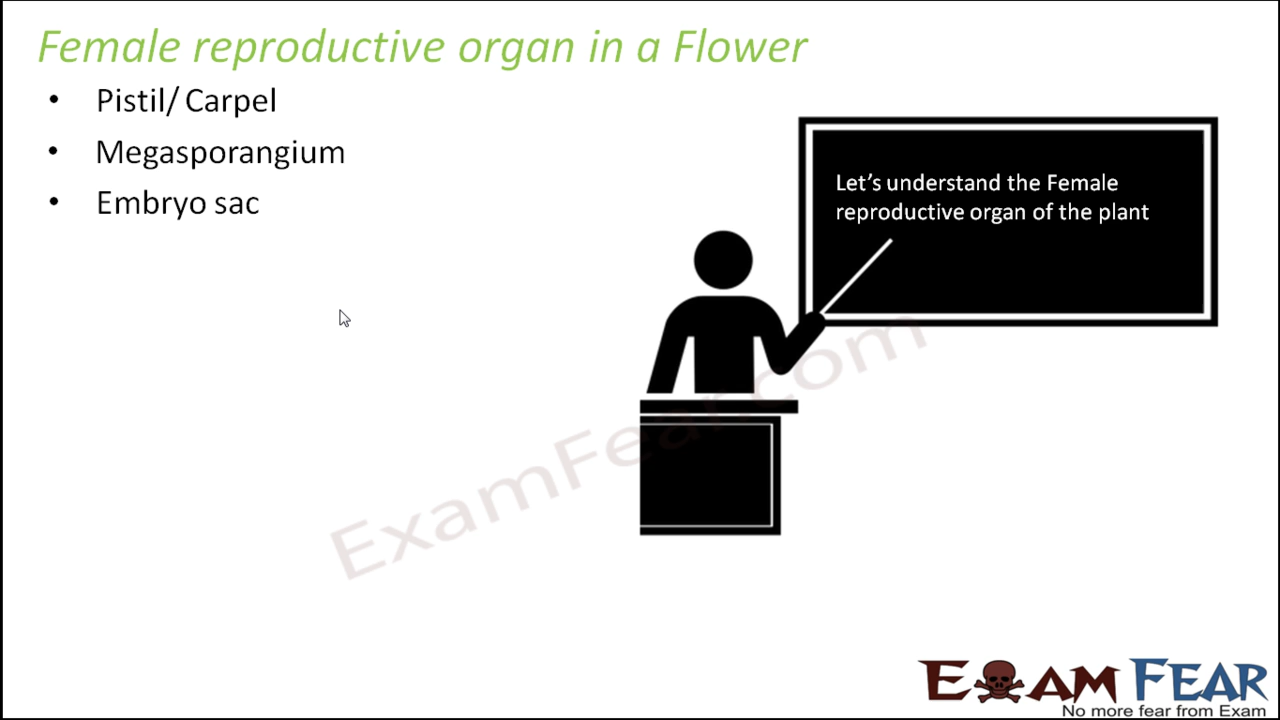 Female reproductive organ in a Flower
• Pistil/ Carpel
• Megasporangium
• Embryo sac
Let's understand the Female
reproductive organ of the plant
ExamFear.com
EXAM FEAR
No more fear from Exam